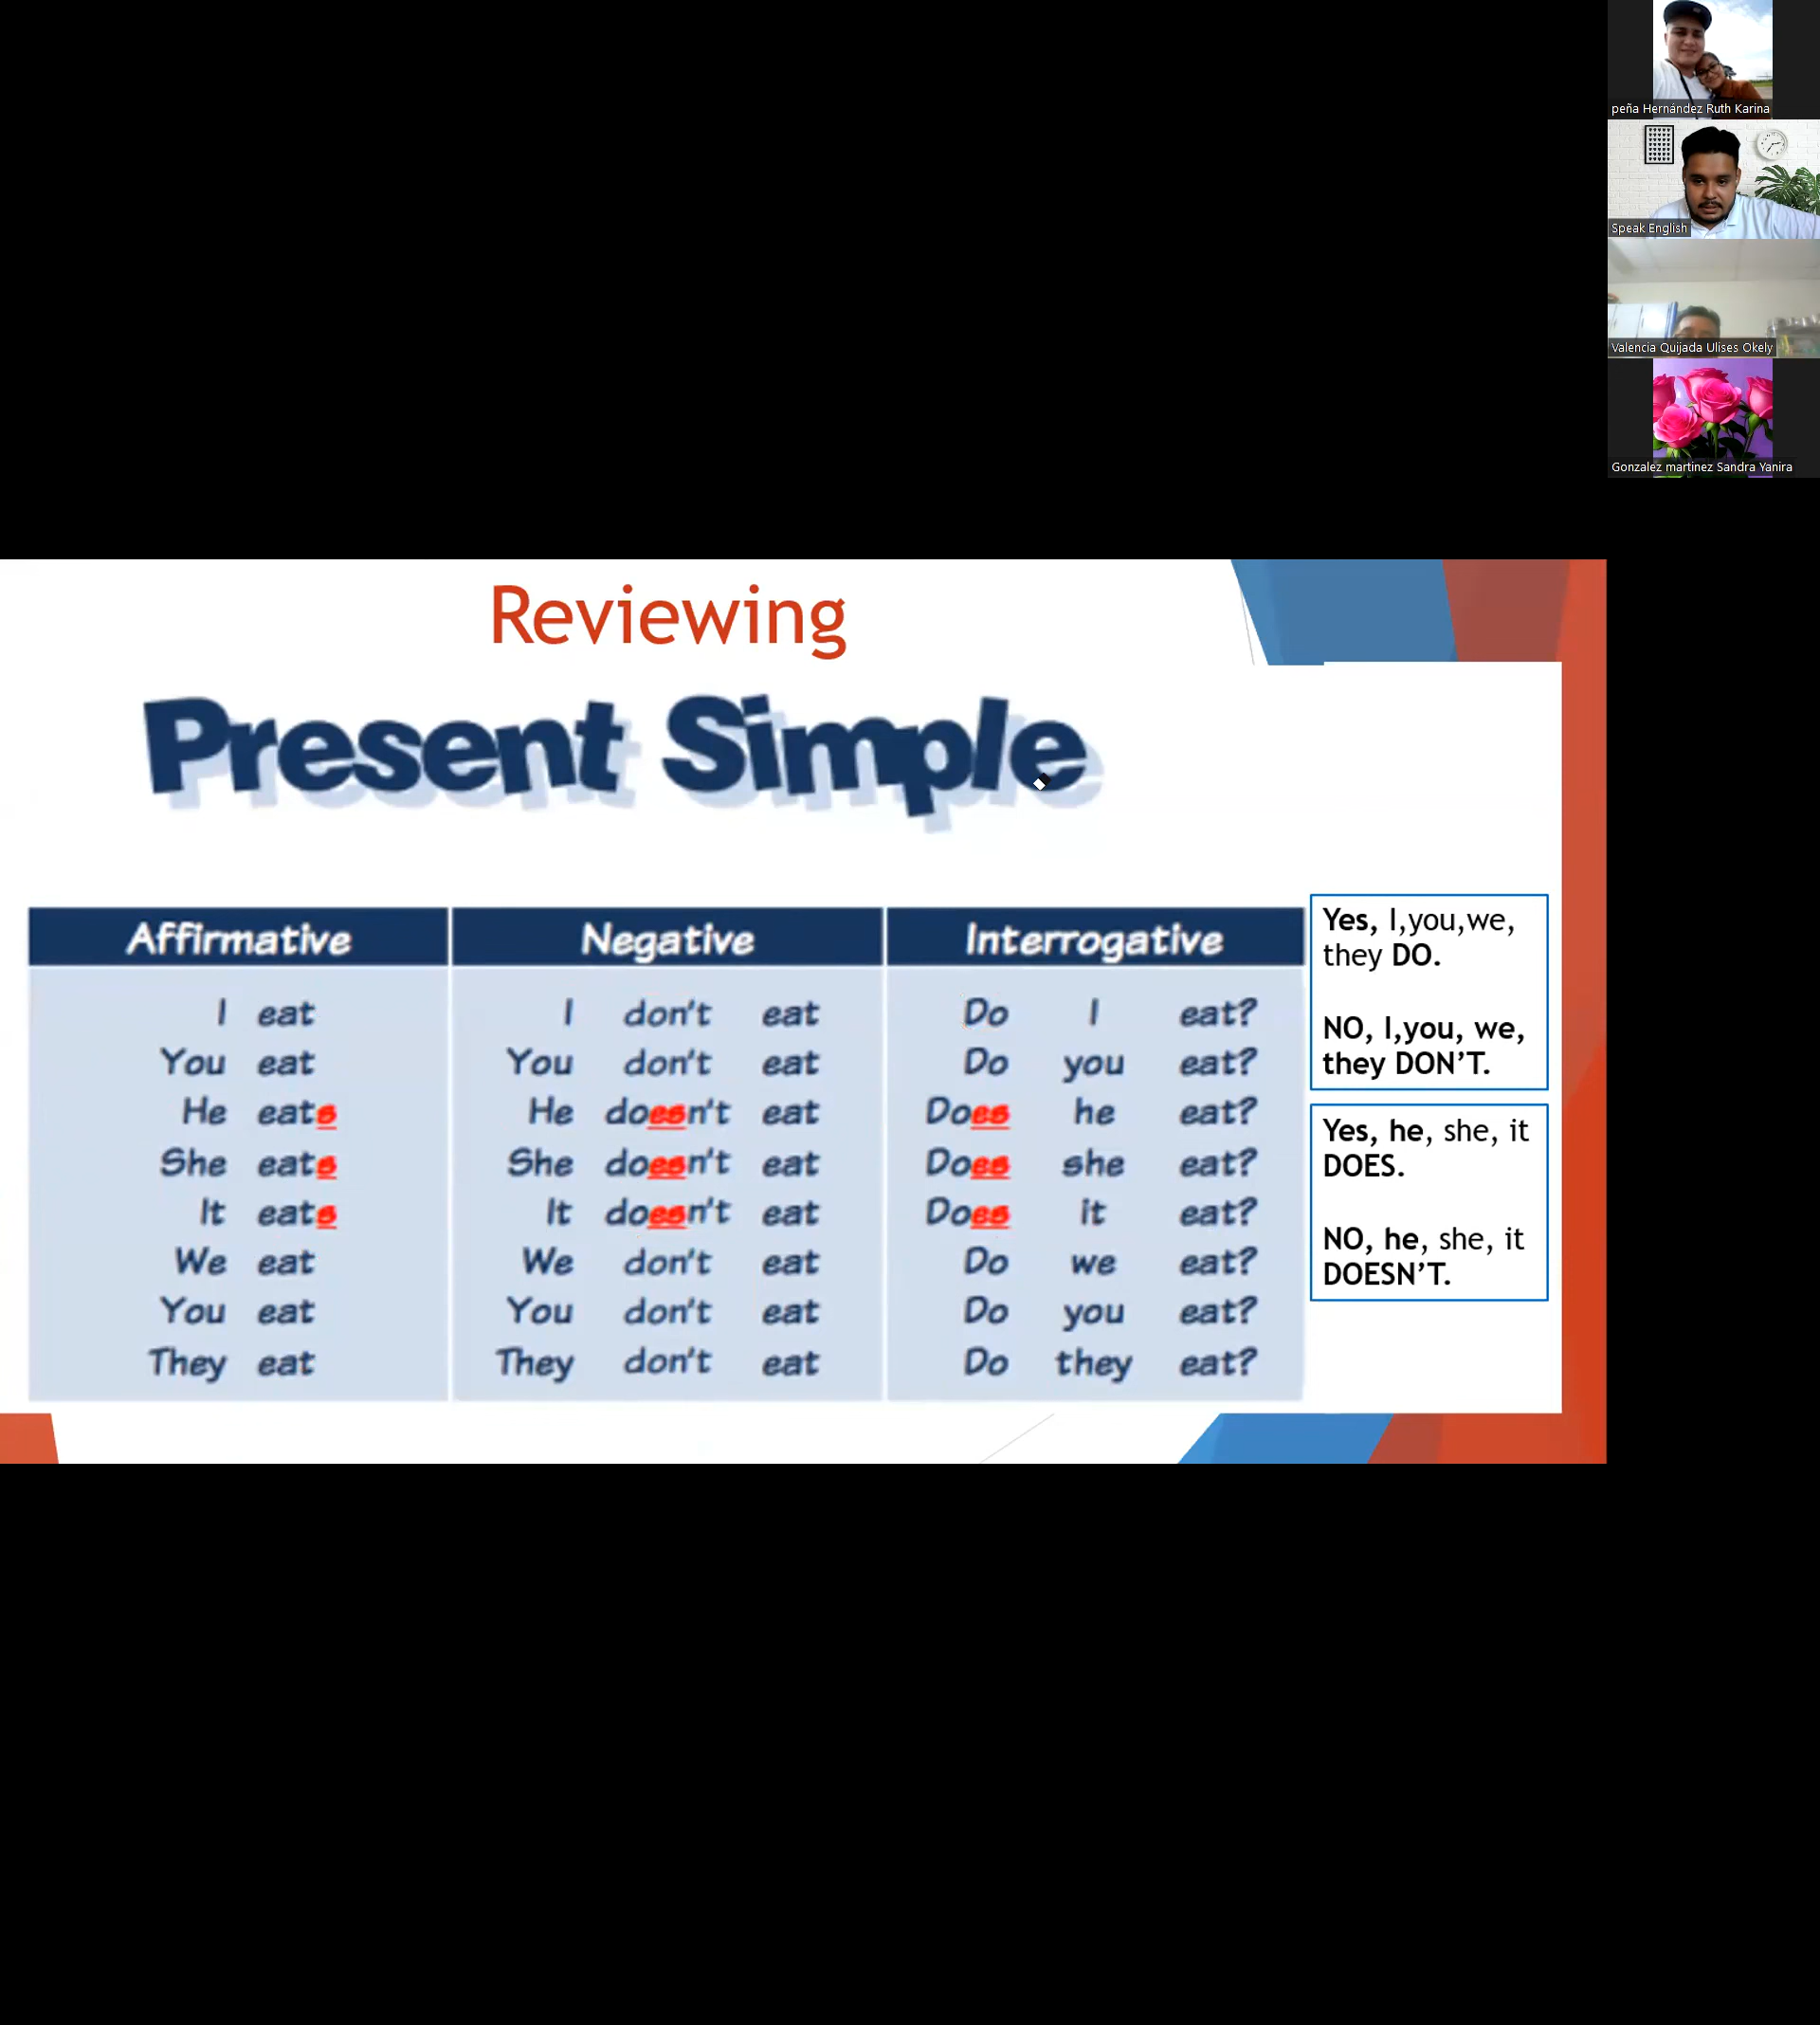 peña Hernández Ruth Karina
Speak English
Valencia Quijada Ulises Okely
Gonzalez martinez Sandra Yanira
Reviewing
Present Simple
Affirmative Negative Interrogative
I eat I don't eat Do I eat?
You eat You don't eat Do you eat?
He eats He doesn't eat Does he eat?
She eats She doesn't eat Does she eat?
It eats It doesn't eat Does it eat?
We eat We don't eat Do we eat?
You eat You don't eat Do you eat?
They eat They don't eat Do they eat?
Yes, I,you,we,
they DO.
NO, I,you, we,
they DON'T.
Yes, he, she, it
DOES.
NO, he, she, it
DOESN'T.